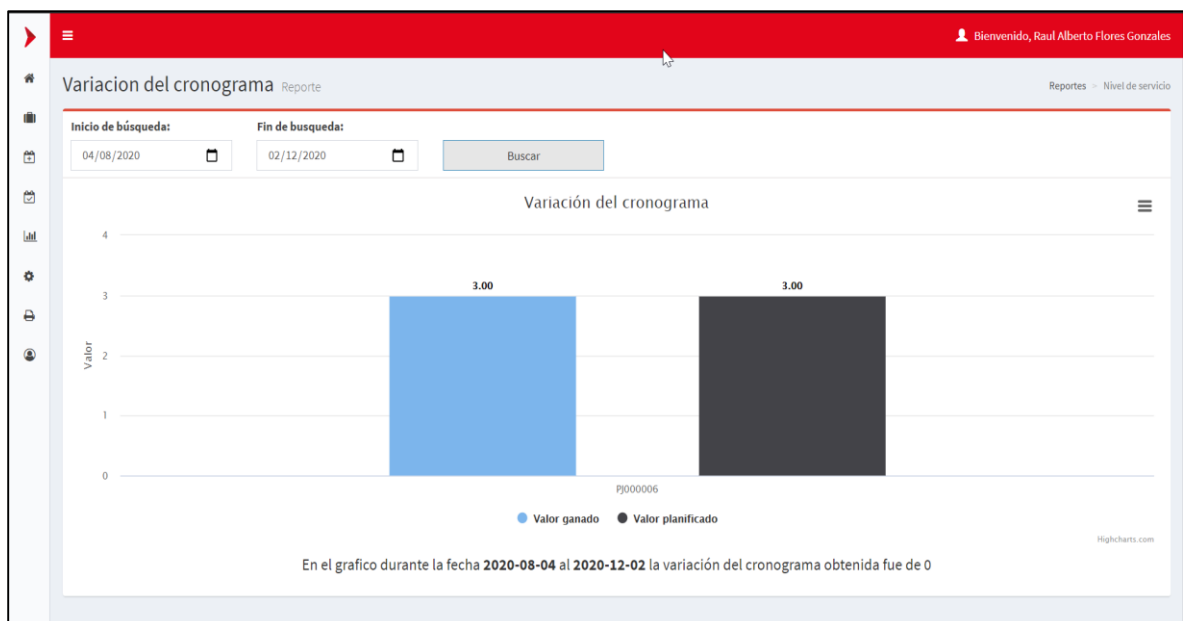 Bienvenido, Raul Alberto Flores Gonzales
Variacion del cronograma Reporte
Reportes > Nivel de servicio
Inicio de búsqueda: Fin de busqueda:
04/08/2020 02/12/2020 Buscar
Variación del cronograma
4
3.00 3.00
3
Valor
2
1
0
PJ000006
Valor ganado Valor planificado
Highcharts.com
En el grafico durante la fecha 2020-08-04 al 2020-12-02 la variación del cronograma obtenida fue de 0